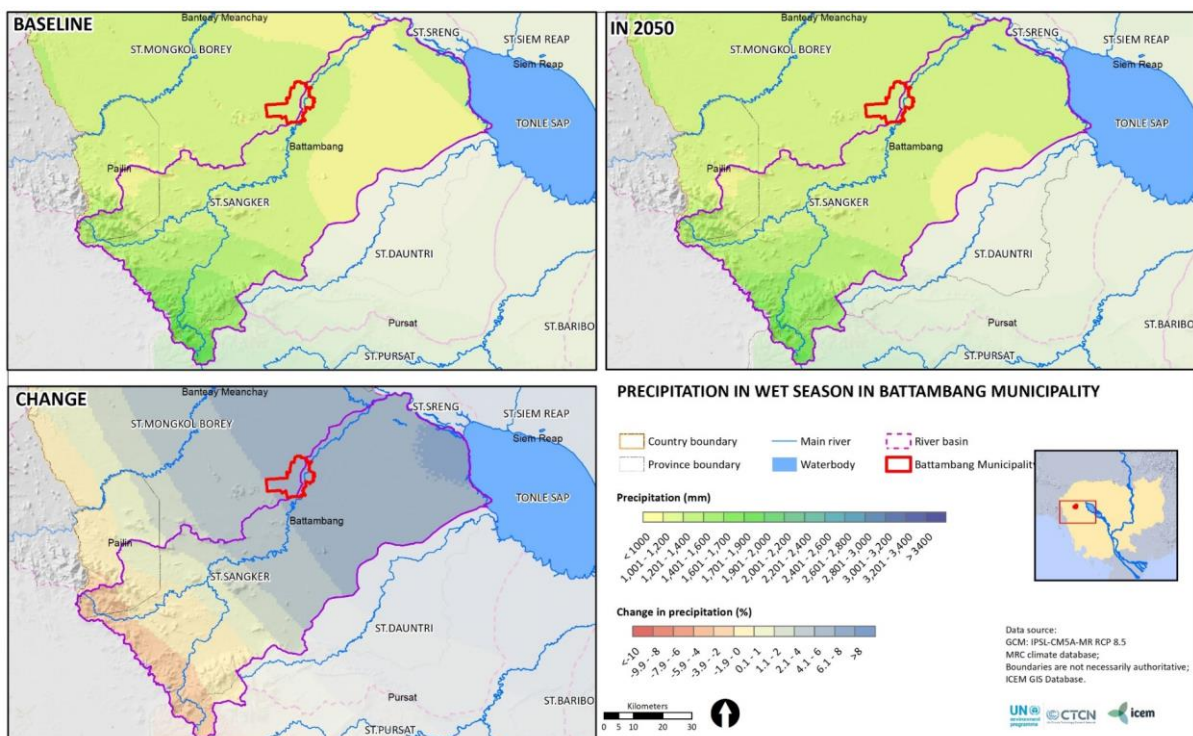 BASELINE
Banteay Meanchay
ST.MONGKOL BOREY
ST.SRENG
ST.SIEM REAP
Siem Reap
TONLE SAP
Battambang
Pailin
ST.SANGKER
ST.DAUNTRI
Pursat
ST.BARIBO
ST.PURSAT
IN 2050
Banteay Meanchay
ST.MONGKOL BOREY
ST.SRENG
ST.SIEM REAP
Siem Reap
TONLE SAP
Battambang
Pailin
ST.SANGKER
ST.DAUNTRI
Pursat
ST.BARIBO
ST.PURSAT
CHANGE
Banteay Meanchay
ST.MONGKOL BOREY
ST.SRENG
ST.SIEM REAP
Siem Reap
TONLE SAP
Battambang
Pailin
ST.SANGKER
ST.DAUNTRI
Pursat
ST.BARIBO
ST.PURSAT
PRECIPITATION IN WET SEASON IN BATTAMBANG MUNICIPALITY
Country boundary
Main river
River basin
Province boundary
Waterbody
Battambang Municipality
Precipitation (mm)
< 1000
1,001 - 1,200
1,201 - 1,400
1,401 - 1,600
1,601 - 1,700
1,701 - 1,900
1,901 - 2,000
2,001 - 2,200
2,201 - 2,400
2,401 - 2,600
2,601 - 2,800
2,801 - 3,000
3,001 - 3,200
3,201 - 3,400
> 3400
Change in precipitation (%)
<-10
-9.9 - -8
-7.9 - -6
-5.9 - -4
-3.9 - -2
-1.9 - 0
0.1 - 1
1.1 - 2
2.1 - 4
4.1 - 6
6.1 - 8
>8
Kilometers
0 5 10 20 30
Data source:
GCM: IPSL-CM5A-MR RCP 8.5
MRC climate database;
Boundaries are not necessarily authoritative;
ICEM GIS Database.
UN
environment
programme
CTCN
icem